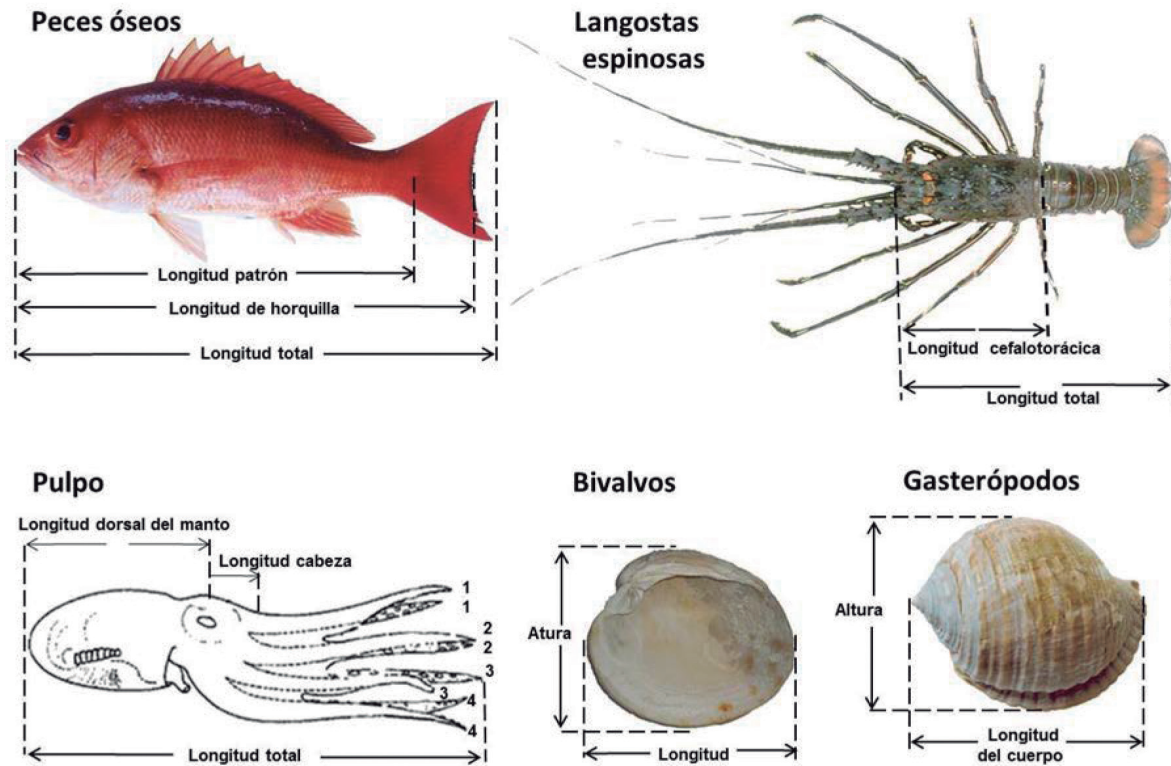 Peces óseos
Longitud patrón
Longitud de horquilla
Longitud total
Langostas
espinosas
Longitud cefalotorácica
Longitud total
Pulpo
Longitud dorsal del manto
Longitud cabeza
1
1
2
2
3
3
4
4
Longitud total
Bivalvos
Atura
Longitud
Gasterópodos
Altura
Longitud
del cuerpo